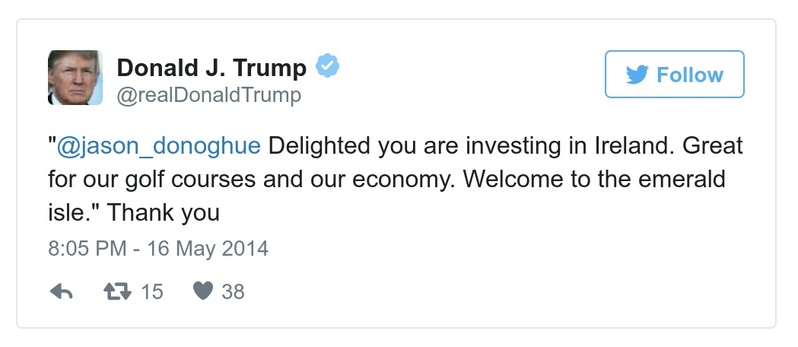 Donald J. Trump
@realDonaldTrump
Follow
"@jason_donoghue Delighted you are investing in Ireland. Great
for our golf courses and our economy. Welcome to the emerald
isle." Thank you
8:05 PM - 16 May 2014
15 38